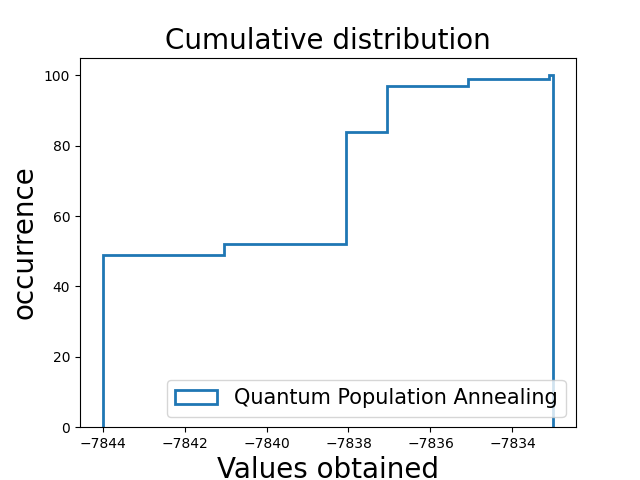 Cumulative distribution
100
80
60
40
20
0
occurrence
Quantum Population Annealing
−7844 −7842 −7840 −7838 −7836 −7834
Values obtained